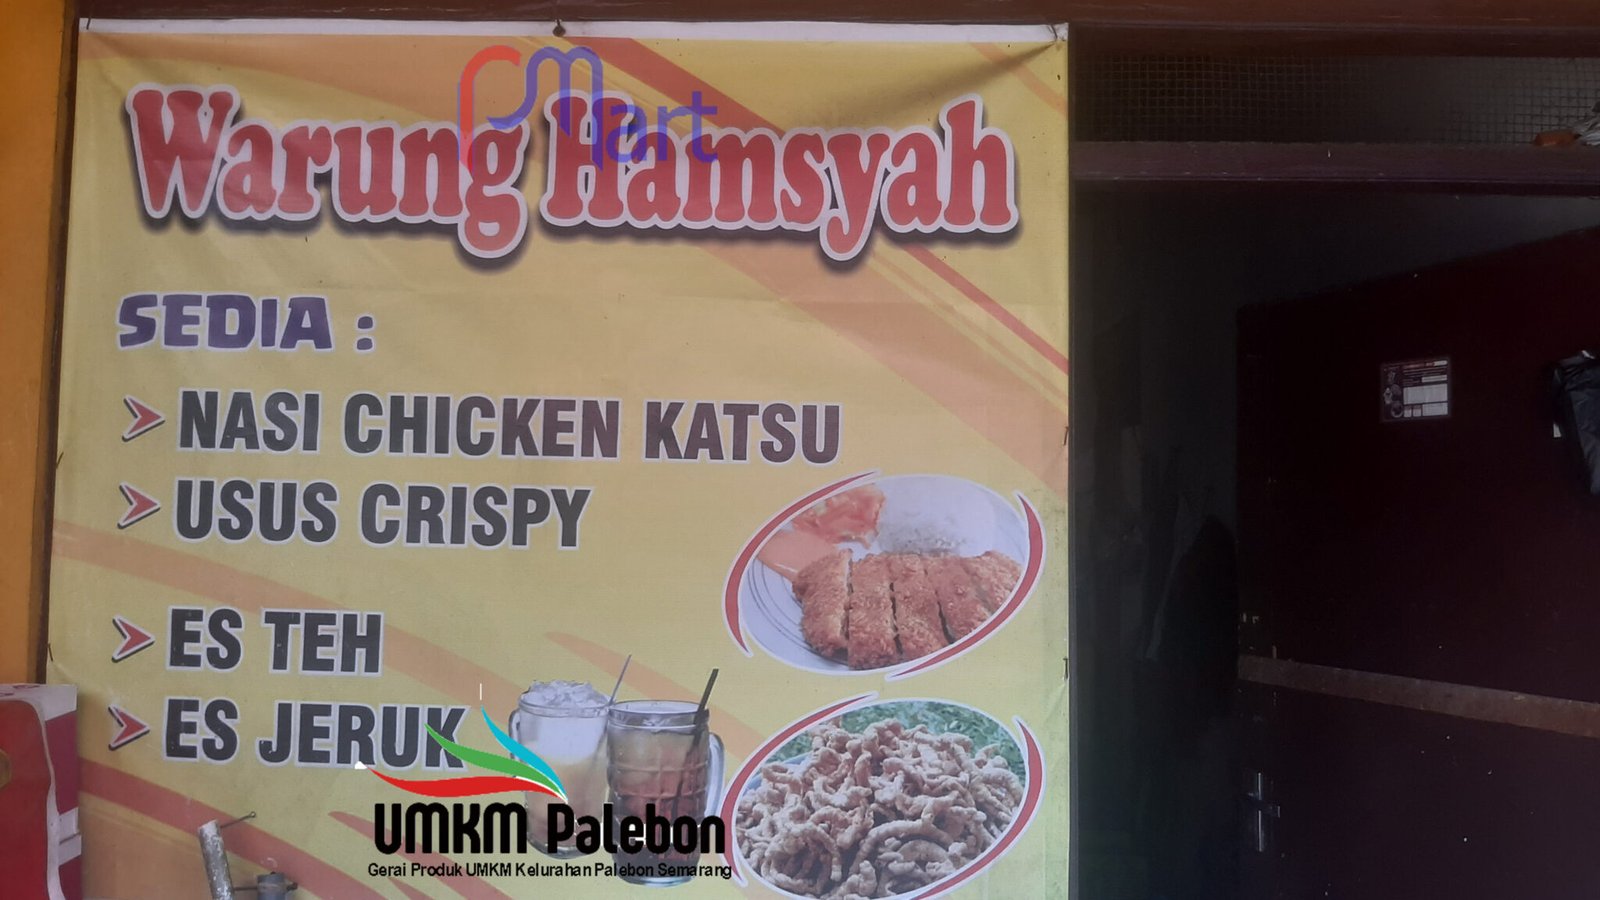 PMart
Warung Hamsyah
SEDIA :
NASI CHICKEN KATSU
USUS CRISPY
ES TEH
ES JERUK
UMKM Palebon
Gerai Produk UMKM Kelurahan Palebon Semarang